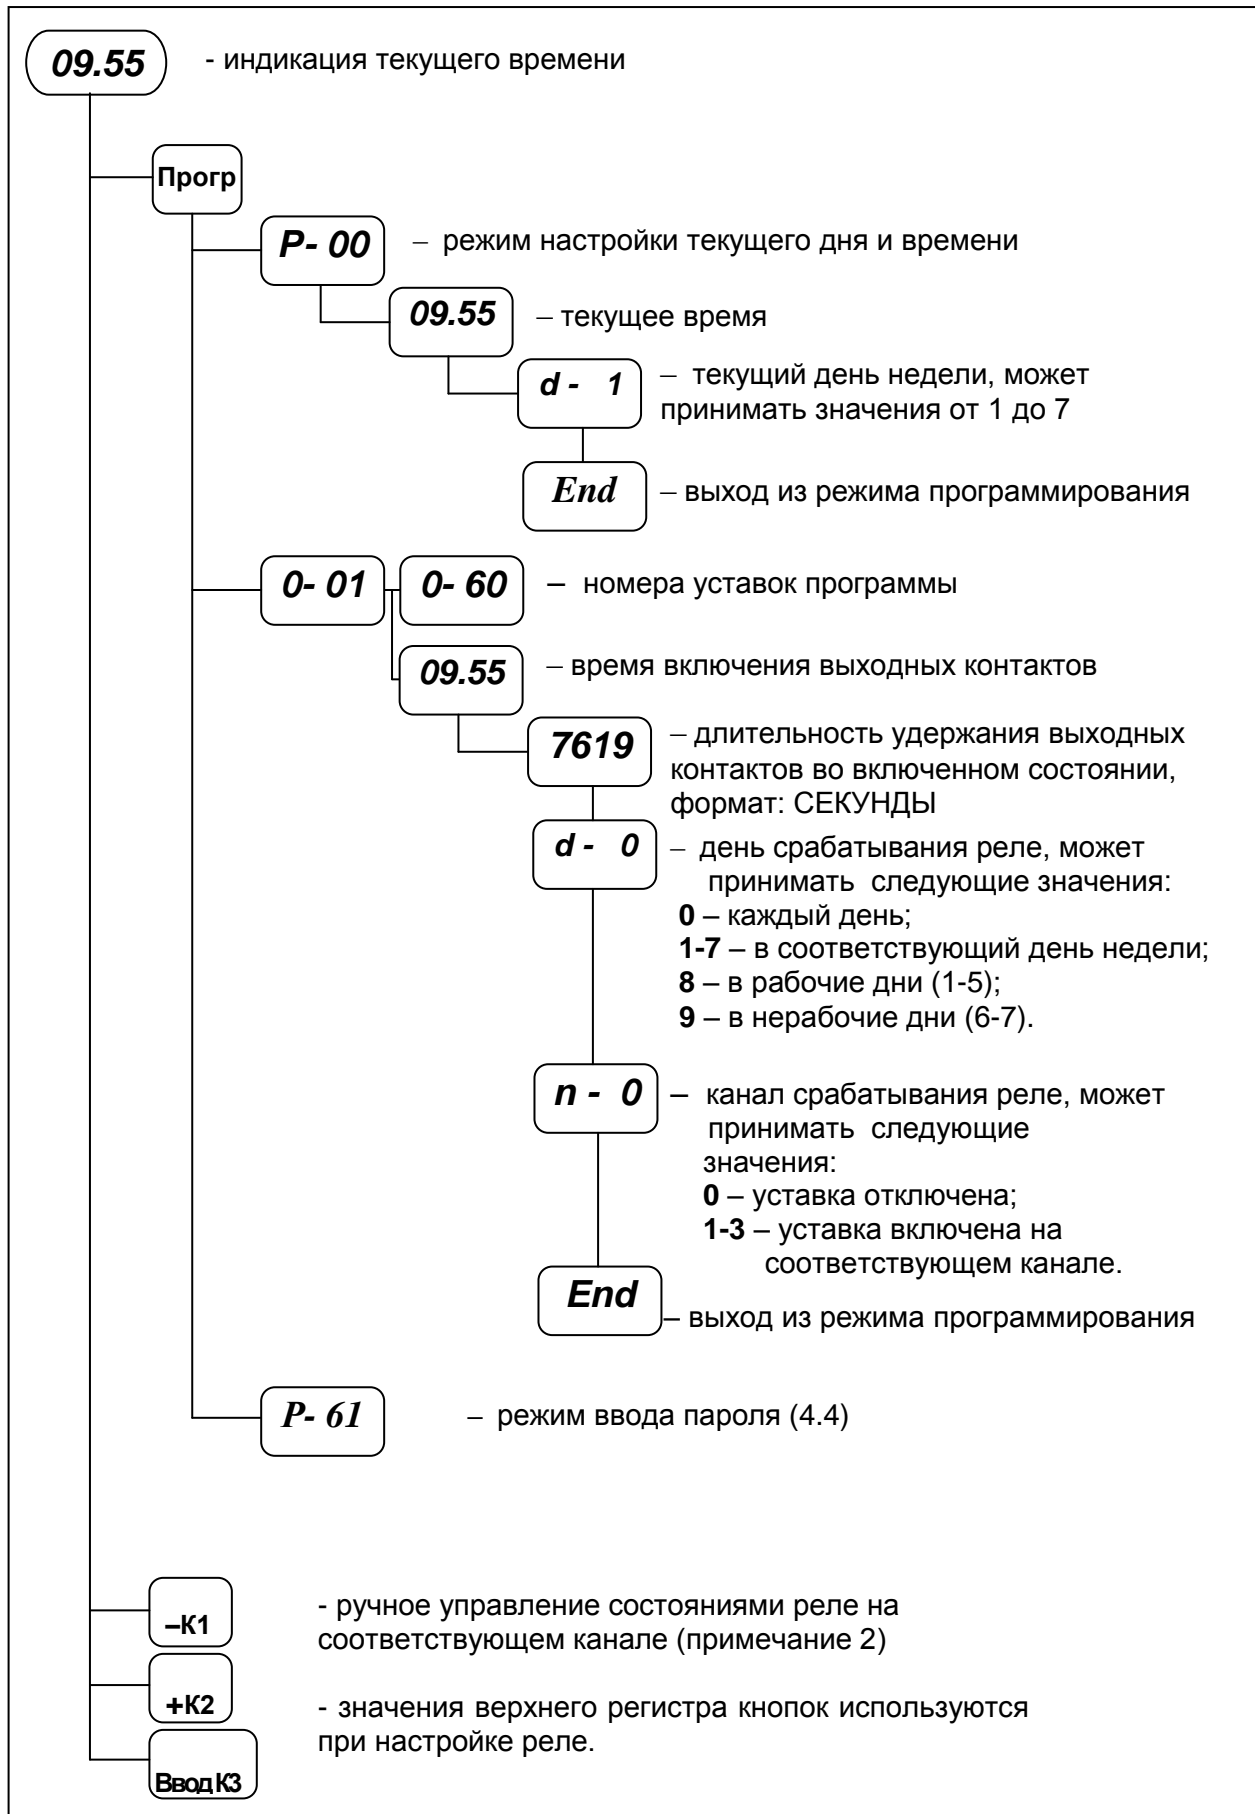 09.55 - индикация текущего времени
Прогр
P- 00 – режим настройки текущего дня и времени
09.55 – текущее время
d - 1 – текущий день недели, может
принимать значения от 1 до 7
End – выход из режима программирования
0- 01 0- 60 – номера уставок программы
09.55 – время включения выходных контактов
7619 – длительность удержания выходных
контактов во включенном состоянии,
формат: СЕКУНДЫ
d - 0 – день срабатывания реле, может
принимать следующие значения:
0 – каждый день;
1-7 – в соответствующий день недели;
8 – в рабочие дни (1-5);
9 – в нерабочие дни (6-7).
n - 0 – канал срабатывания реле, может
принимать следующие
значения:
0 – уставка отключена;
1-3 – уставка включена на
соответствующем канале.
End – выход из режима программирования
P- 61 – режим ввода пароля (4.4)
–К1 - ручное управление состояниями реле на
соответствующем канале (примечание 2)
+К2 - значения верхнего регистра кнопок используются
при настройке реле.
Ввод К3